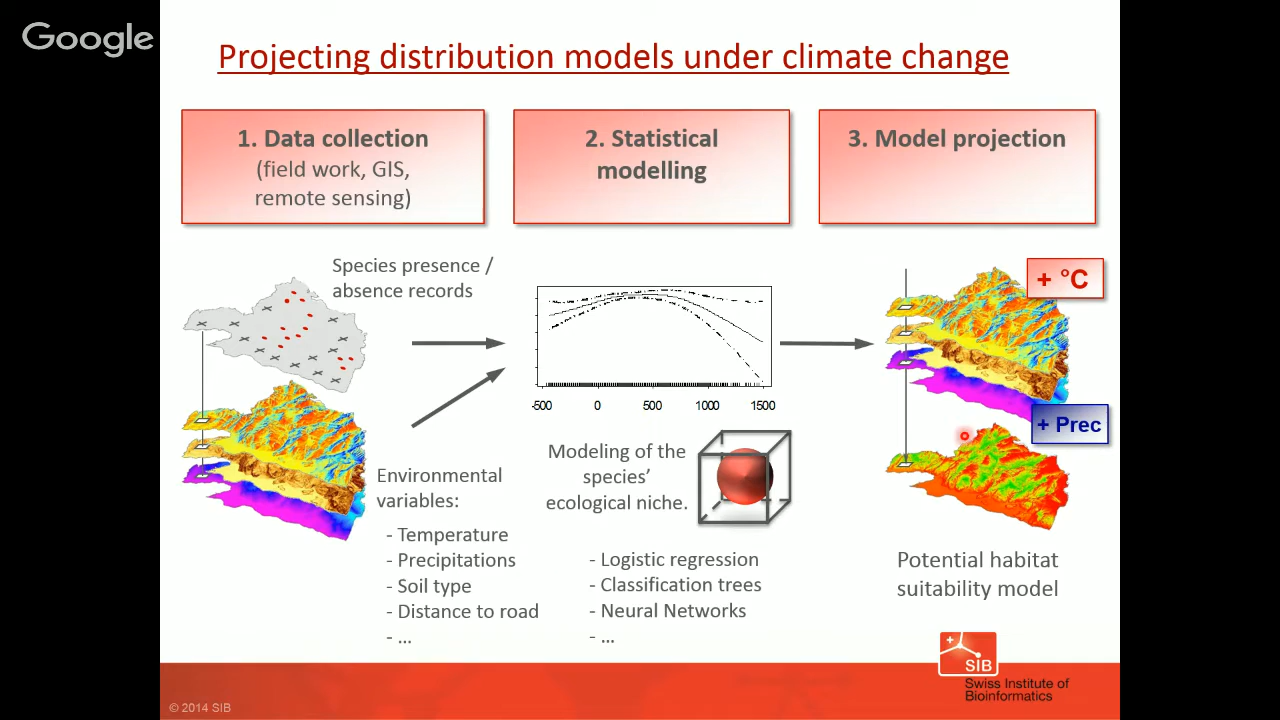 Google
Projecting distribution models under climate change
1. Data collection
(field work, GIS,
remote sensing)
2. Statistical
modelling
3. Model projection
Species presence /
absence records
Environmental
variables:
- Temperature
- Precipitations
- Soil type
- Distance to road
- ...
-500 0 500 1000 1500
Modeling of the
species’
ecological niche.
- Logistic regression
- Classification trees
- Neural Networks
- ...
+ °C
+ Prec
Potential habitat
suitability model
SIB
Swiss Institute of
Bioinformatics
© 2014 SIB